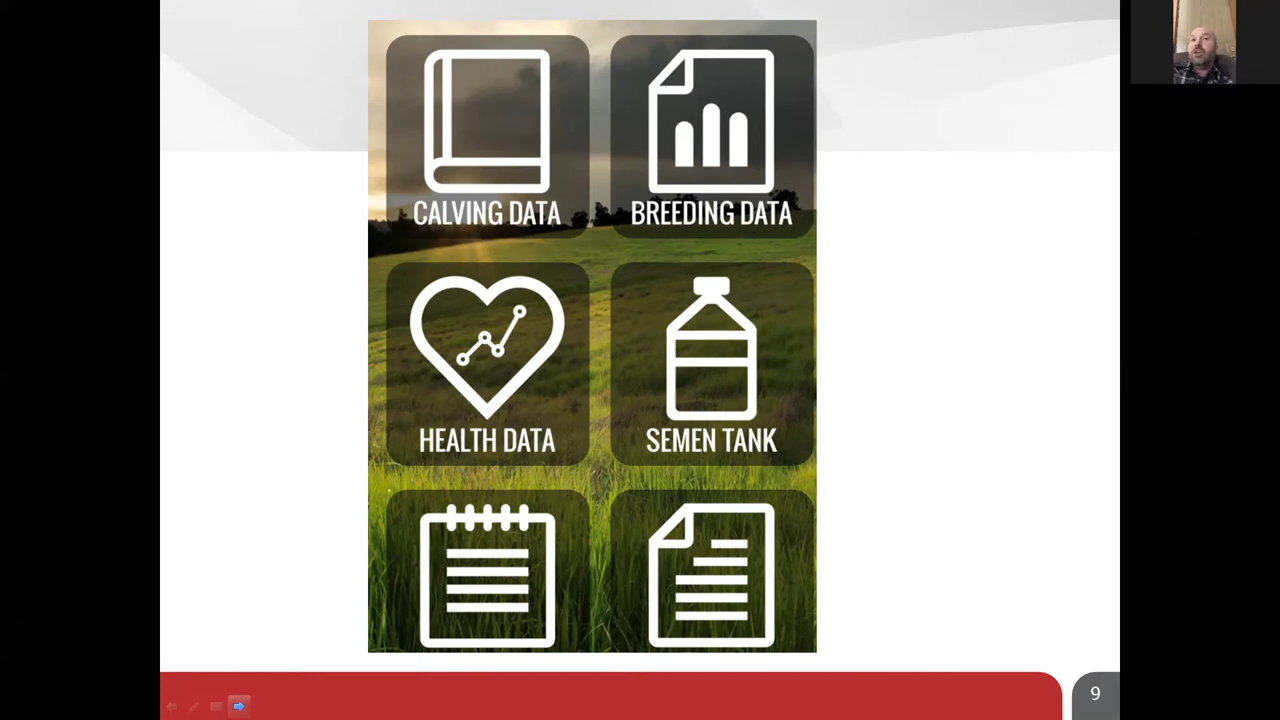 CALVING DATA
BREEDING DATA
HEALTH DATA
SEMEN TANK
9